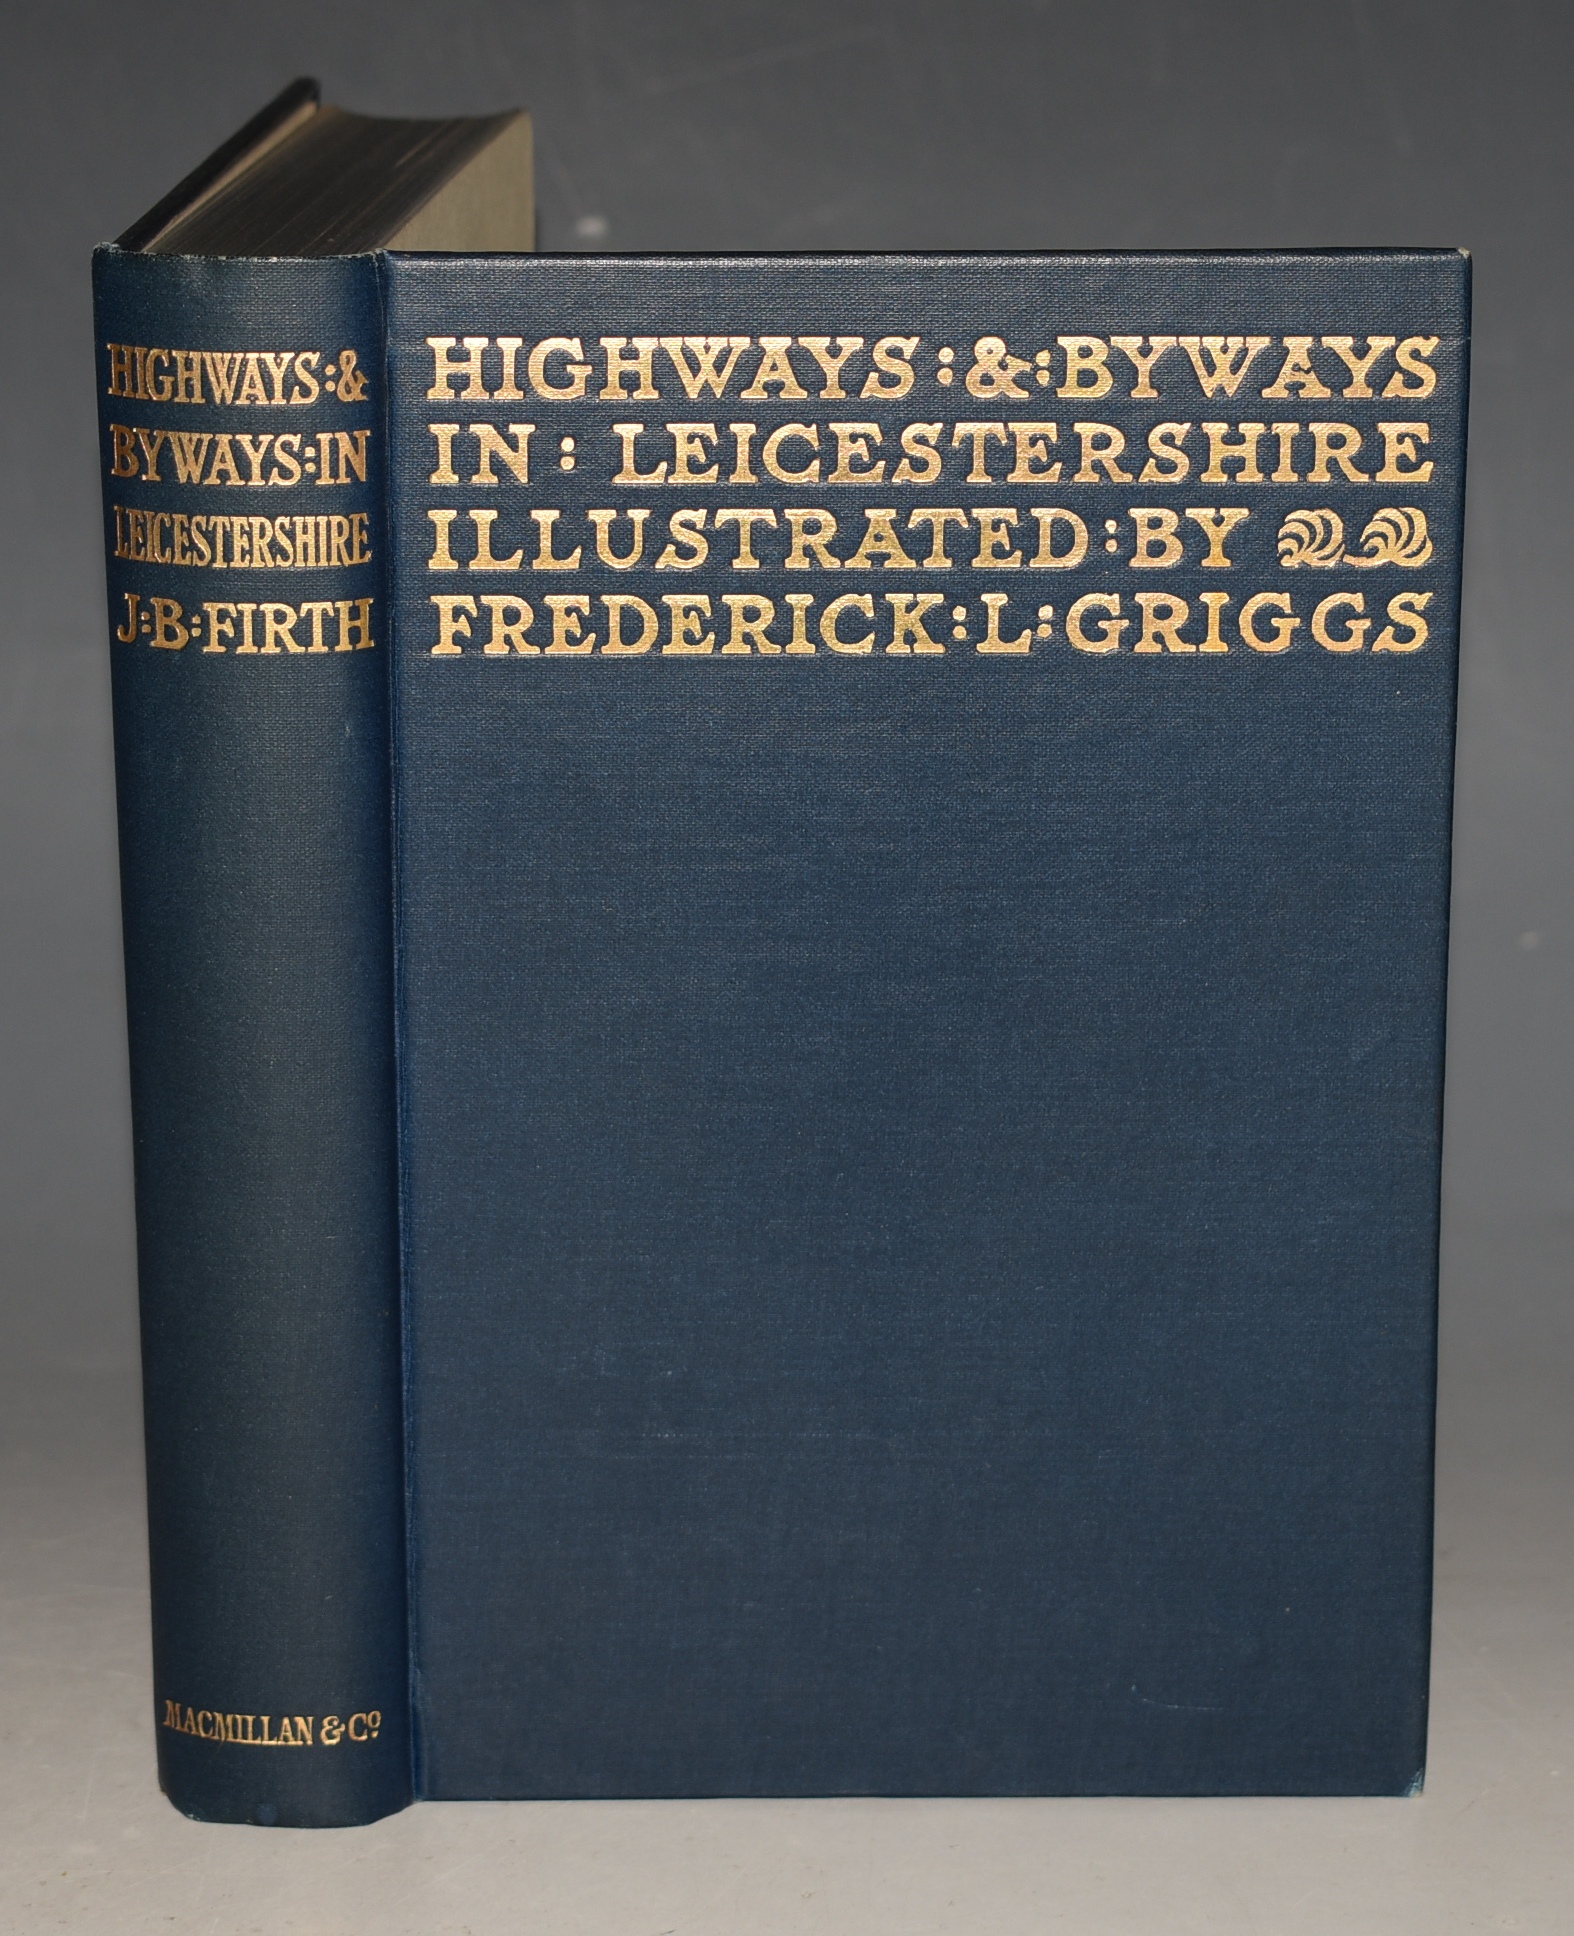 HIGHWAYS:&
BYWAYS:IN
LEICESTERSHIRE
J:B:FIRTH
MACMILLAN & Cº
HIGHWAYS:&:BYWAYS
IN: LEICESTERSHIRE
ILLUSTRATED:BY
FREDERICK:L:GRIGGS